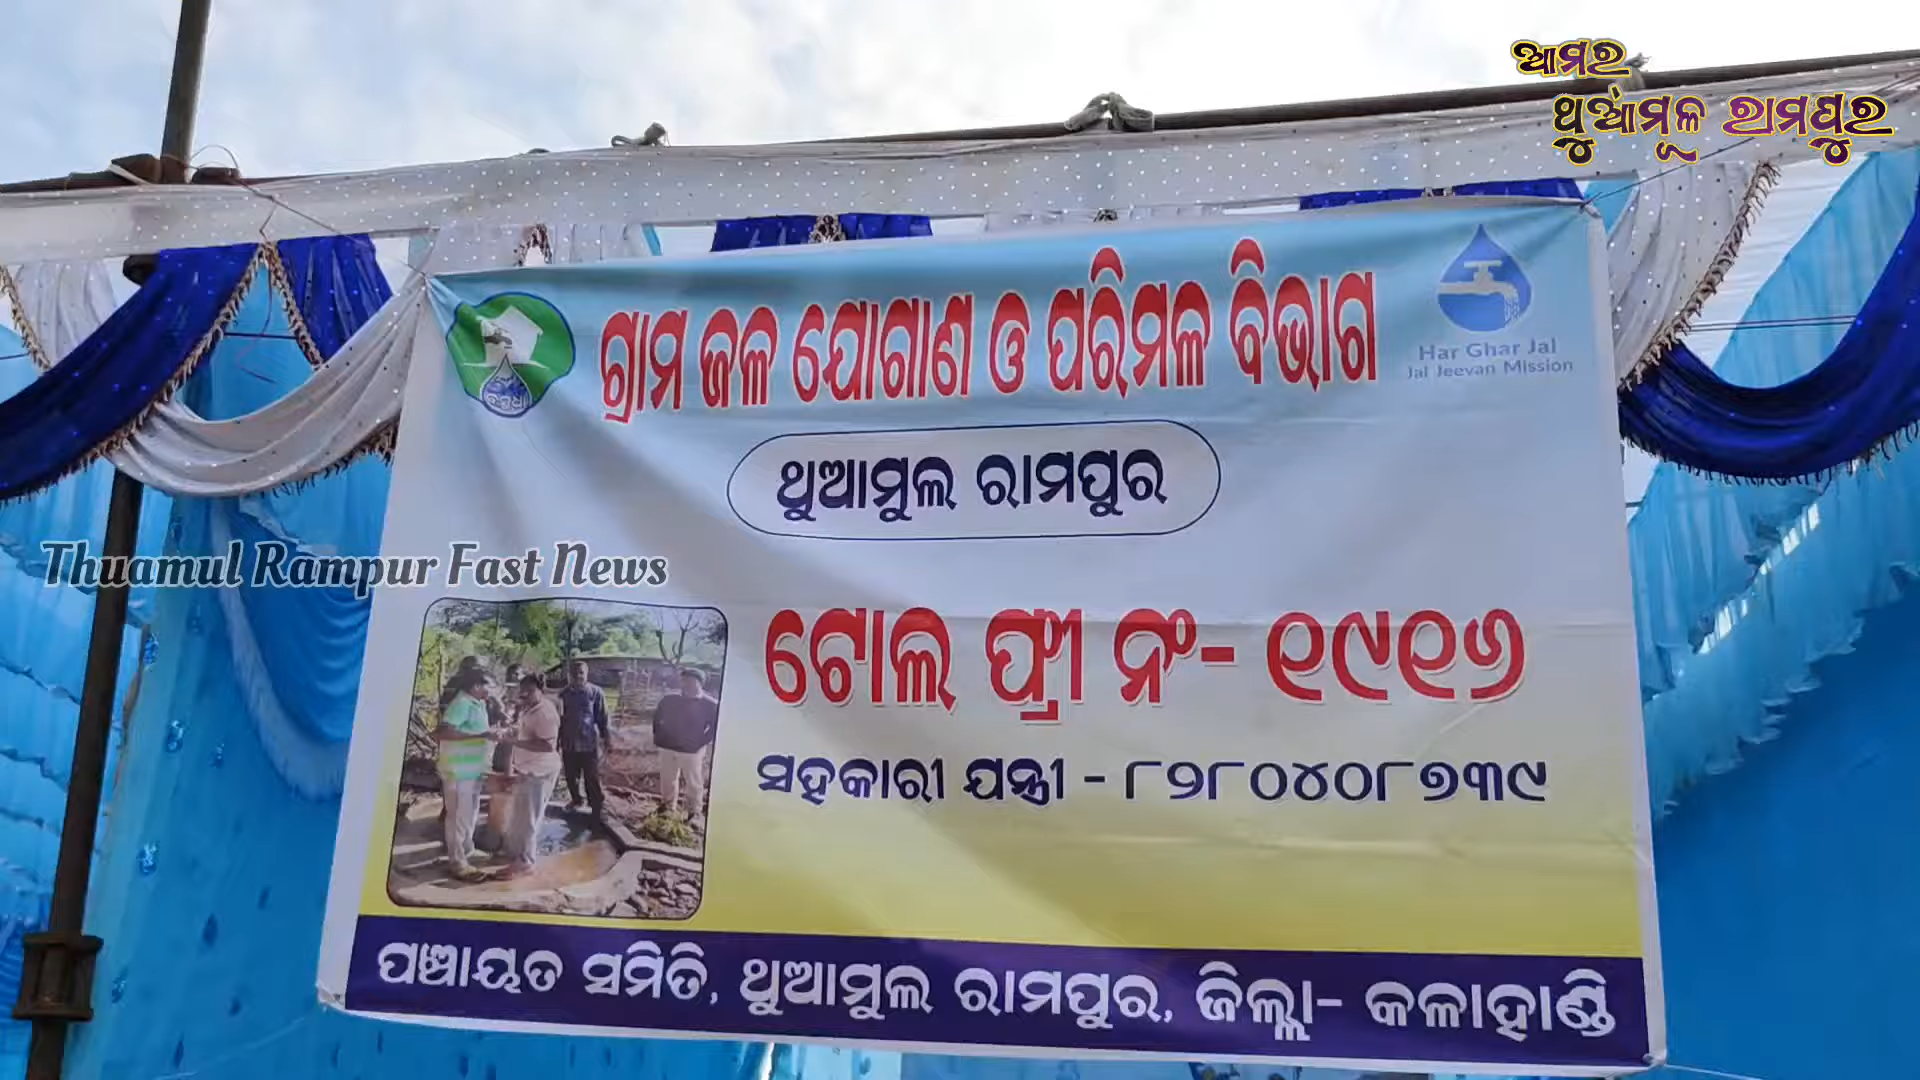 ଆମର
ଥୁଆମୂଳ ରାମପୁର
ଗ୍ରାମ ଜଳ ଯୋଗାଣ ଓ ପରିମଳ ବିଭାଗ
Har Ghar Jal
Jal Jeevan Mission
ଥୁଆମୁଲ ରାମପୁର
Thuamul Rampur Fast News
ଟୋଲ ଫ୍ରୀ ନଂ- ୧୯୧୬
ସହକାରୀ ଯନ୍ତ୍ରୀ - ୮୨୮୦୪୦୮୭୩୯
ପଞ୍ଚାୟତ ସମିତି, ଥୁଆମୁଲ ରାମପୁର, ଜିଲ୍ଲା- କଳାହାଣ୍ଡି